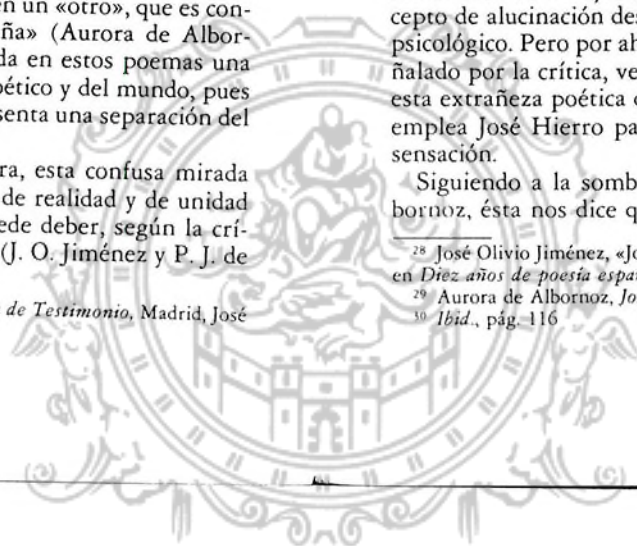 en un «otro», que es con-
ña» (Aurora de Albor-
da en estos poemas una
oético y del mundo, pues
senta una separación del
ra, esta confusa mirada
de realidad y de unidad
ede deber, según la crí-
(J. O. Jiménez y P. J. de
de Testimonio, Madrid, José
cepto de alucinación des
psicológico. Pero por ah
ñalado por la crítica, ve
esta extrañeza poética
emplea José Hierro pa
sensación.
Siguiendo a la somb
bornoz, ésta nos dice q
28 José Olivio Jiménez, «Jo
en Diez años de poesía espa
29 Aurora de Albornoz, Jo
30 Ibid., pág. 116